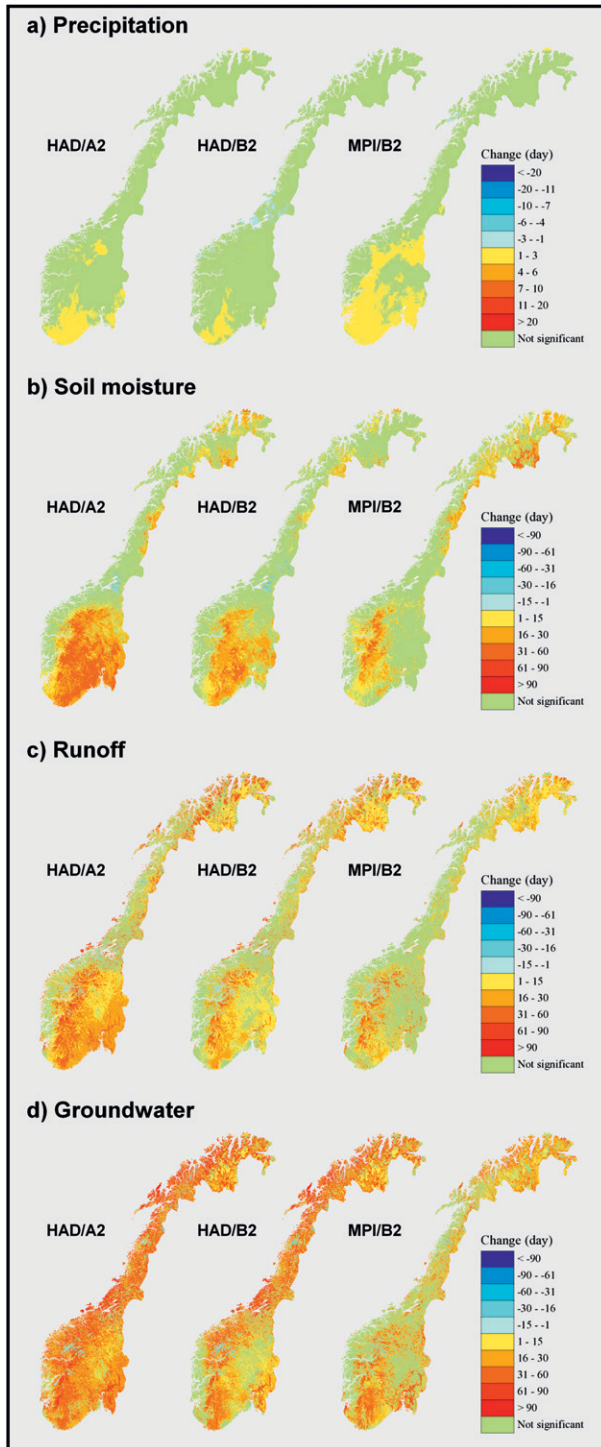 a) Precipitation
HAD/A2
HAD/B2
MPI/B2
Change (day)
< -20
-20 - -11
-10 - -7
-6 - -4
-3 - -1
1 - 3
4 - 6
7 - 10
11 - 20
> 20
Not significant
b) Soil moisture
HAD/A2
HAD/B2
MPI/B2
Change (day)
< -90
-90 - -61
-60 - -31
-30 - -16
-15 - -1
1 - 15
16 - 30
31 - 60
61 - 90
> 90
Not significant
c) Runoff
HAD/A2
HAD/B2
MPI/B2
Change (day)
< -90
-90 - -61
-60 - -31
-30 - -16
-15 - -1
1 - 15
16 - 30
31 - 60
61 - 90
> 90
Not significant
d) Groundwater
HAD/A2
HAD/B2
MPI/B2
Change (day)
< -90
-90 - -61
-60 - -31
-30 - -16
-15 - -1
1 - 15
16 - 30
31 - 60
61 - 90
> 90
Not significant